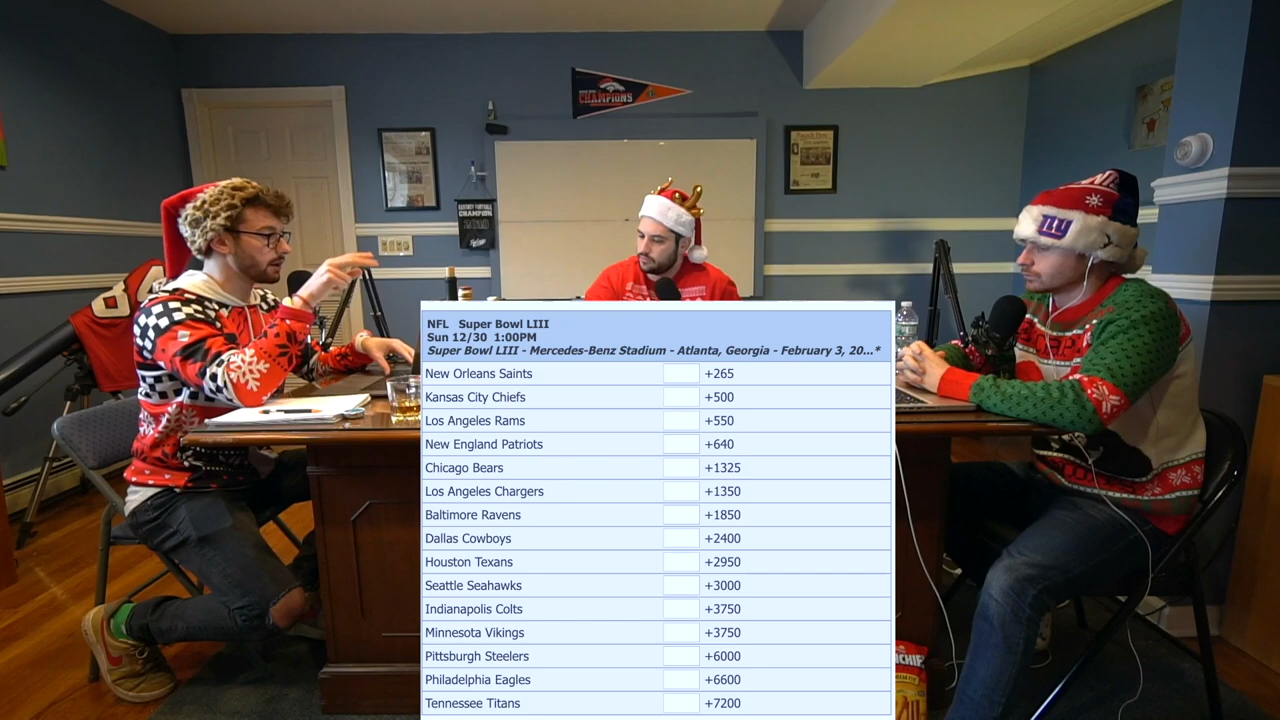 CHAMPIONS
FANTASY FOOTBALL
CHAMPION
NFL Super Bowl LIII
Sun 12/30 1:00PM
Super Bowl LIII - Mercedes-Benz Stadium - Atlanta, Georgia - February 3, 20...*
New Orleans Saints +265
Kansas City Chiefs +500
Los Angeles Rams +550
New England Patriots +640
Chicago Bears +1325
Los Angeles Chargers +1350
Baltimore Ravens +1850
Dallas Cowboys +2400
Houston Texans +2950
Seattle Seahawks +3000
Indianapolis Colts +3750
Minnesota Vikings +3750
Pittsburgh Steelers +6000
Philadelphia Eagles +6600
Tennessee Titans +7200